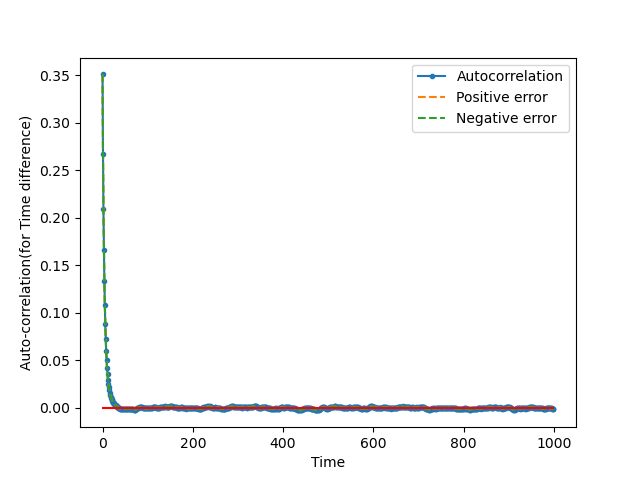 Autocorrelation
Positive error
Negative error
0.35
0.30
0.25
0.20
0.15
0.10
0.05
0.00
Auto-correlation(for Time difference)
0 200 400 600 800 1000
Time